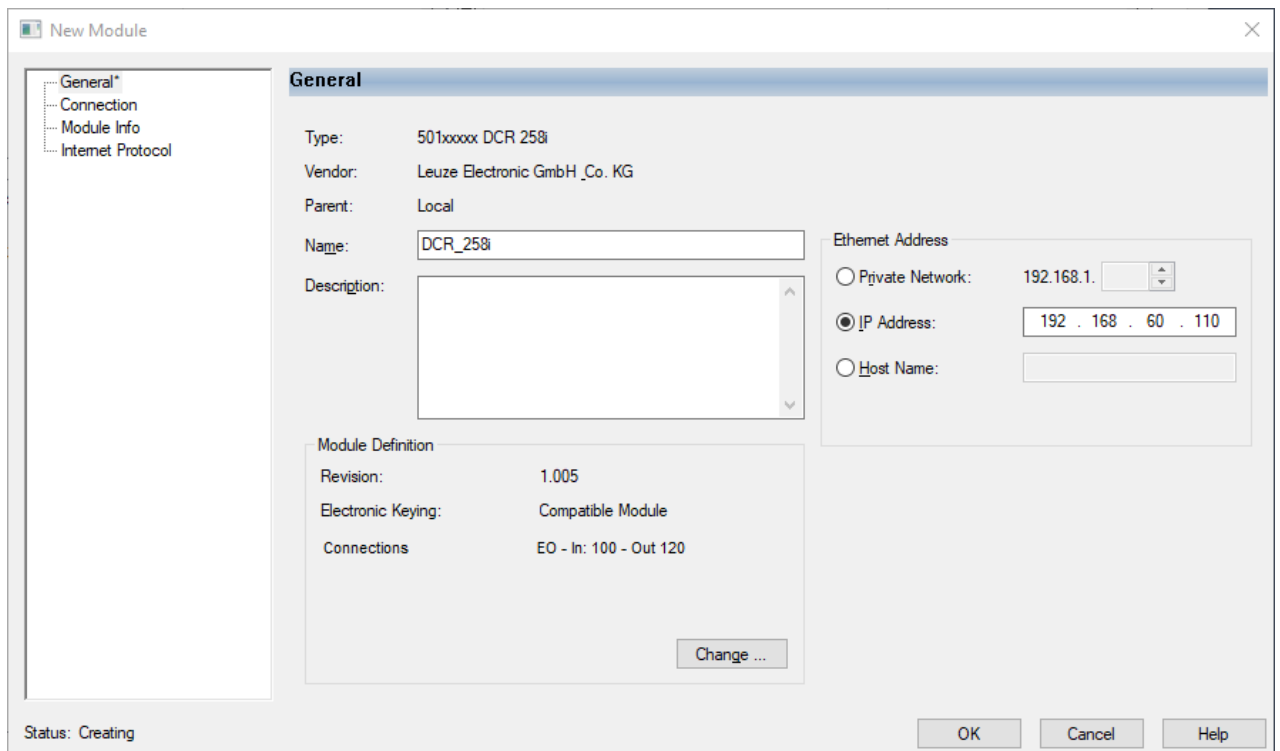 New Module
General*
Connection
Module Info
Internet Protocol
General
Type: 501xxxxx DCR 258i
Vendor: Leuze Electronic GmbH _Co. KG
Parent: Local
Name: DCR_258i
Description:
Ethernet Address
Private Network: 192.168.1.
IP Address: 192 . 168 . 60 . 110
Host Name:
Module Definition
Revision: 1.005
Electronic Keying: Compatible Module
Connections EO - In: 100 - Out 120
Change ...
Status: Creating
OK Cancel Help